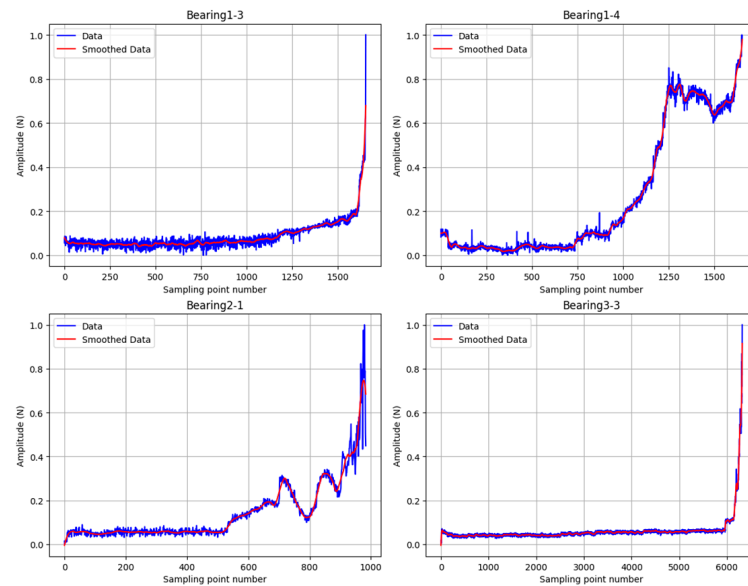 Bearing1-3
Data
Smoothed Data
Amplitude (N)
1.0
0.8
0.6
0.4
0.2
0.0
0 250 500 750 1000 1250 1500
Sampling point number
Bearing1-4
Data
Smoothed Data
Amplitude (N)
1.0
0.8
0.6
0.4
0.2
0.0
0 250 500 750 1000 1250 1500
Sampling point number
Bearing2-1
Data
Smoothed Data
Amplitude (N)
1.0
0.8
0.6
0.4
0.2
0.0
0 200 400 600 800 1000
Sampling point number
Bearing3-3
Data
Smoothed Data
Amplitude (N)
1.0
0.8
0.6
0.4
0.2
0.0
0 1000 2000 3000 4000 5000 6000
Sampling point number